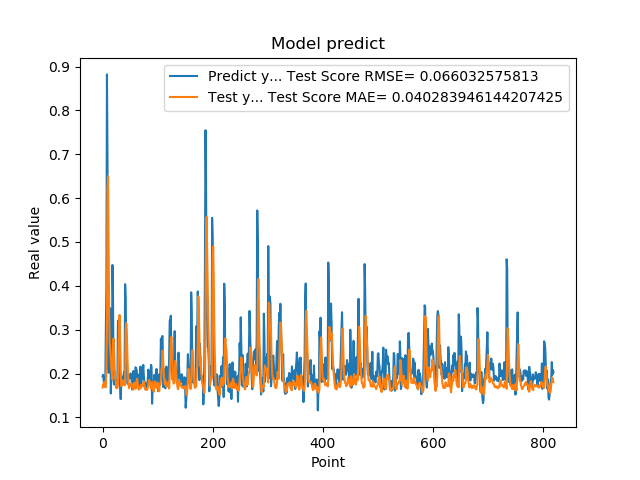 Model predict
Predict y... Test Score RMSE= 0.066032575813
Test y... Test Score MAE= 0.040283946144207425
0.9
0.8
0.7
0.6
0.5
0.4
0.3
0.2
0.1
Real value
0 200 400 600 800
Point